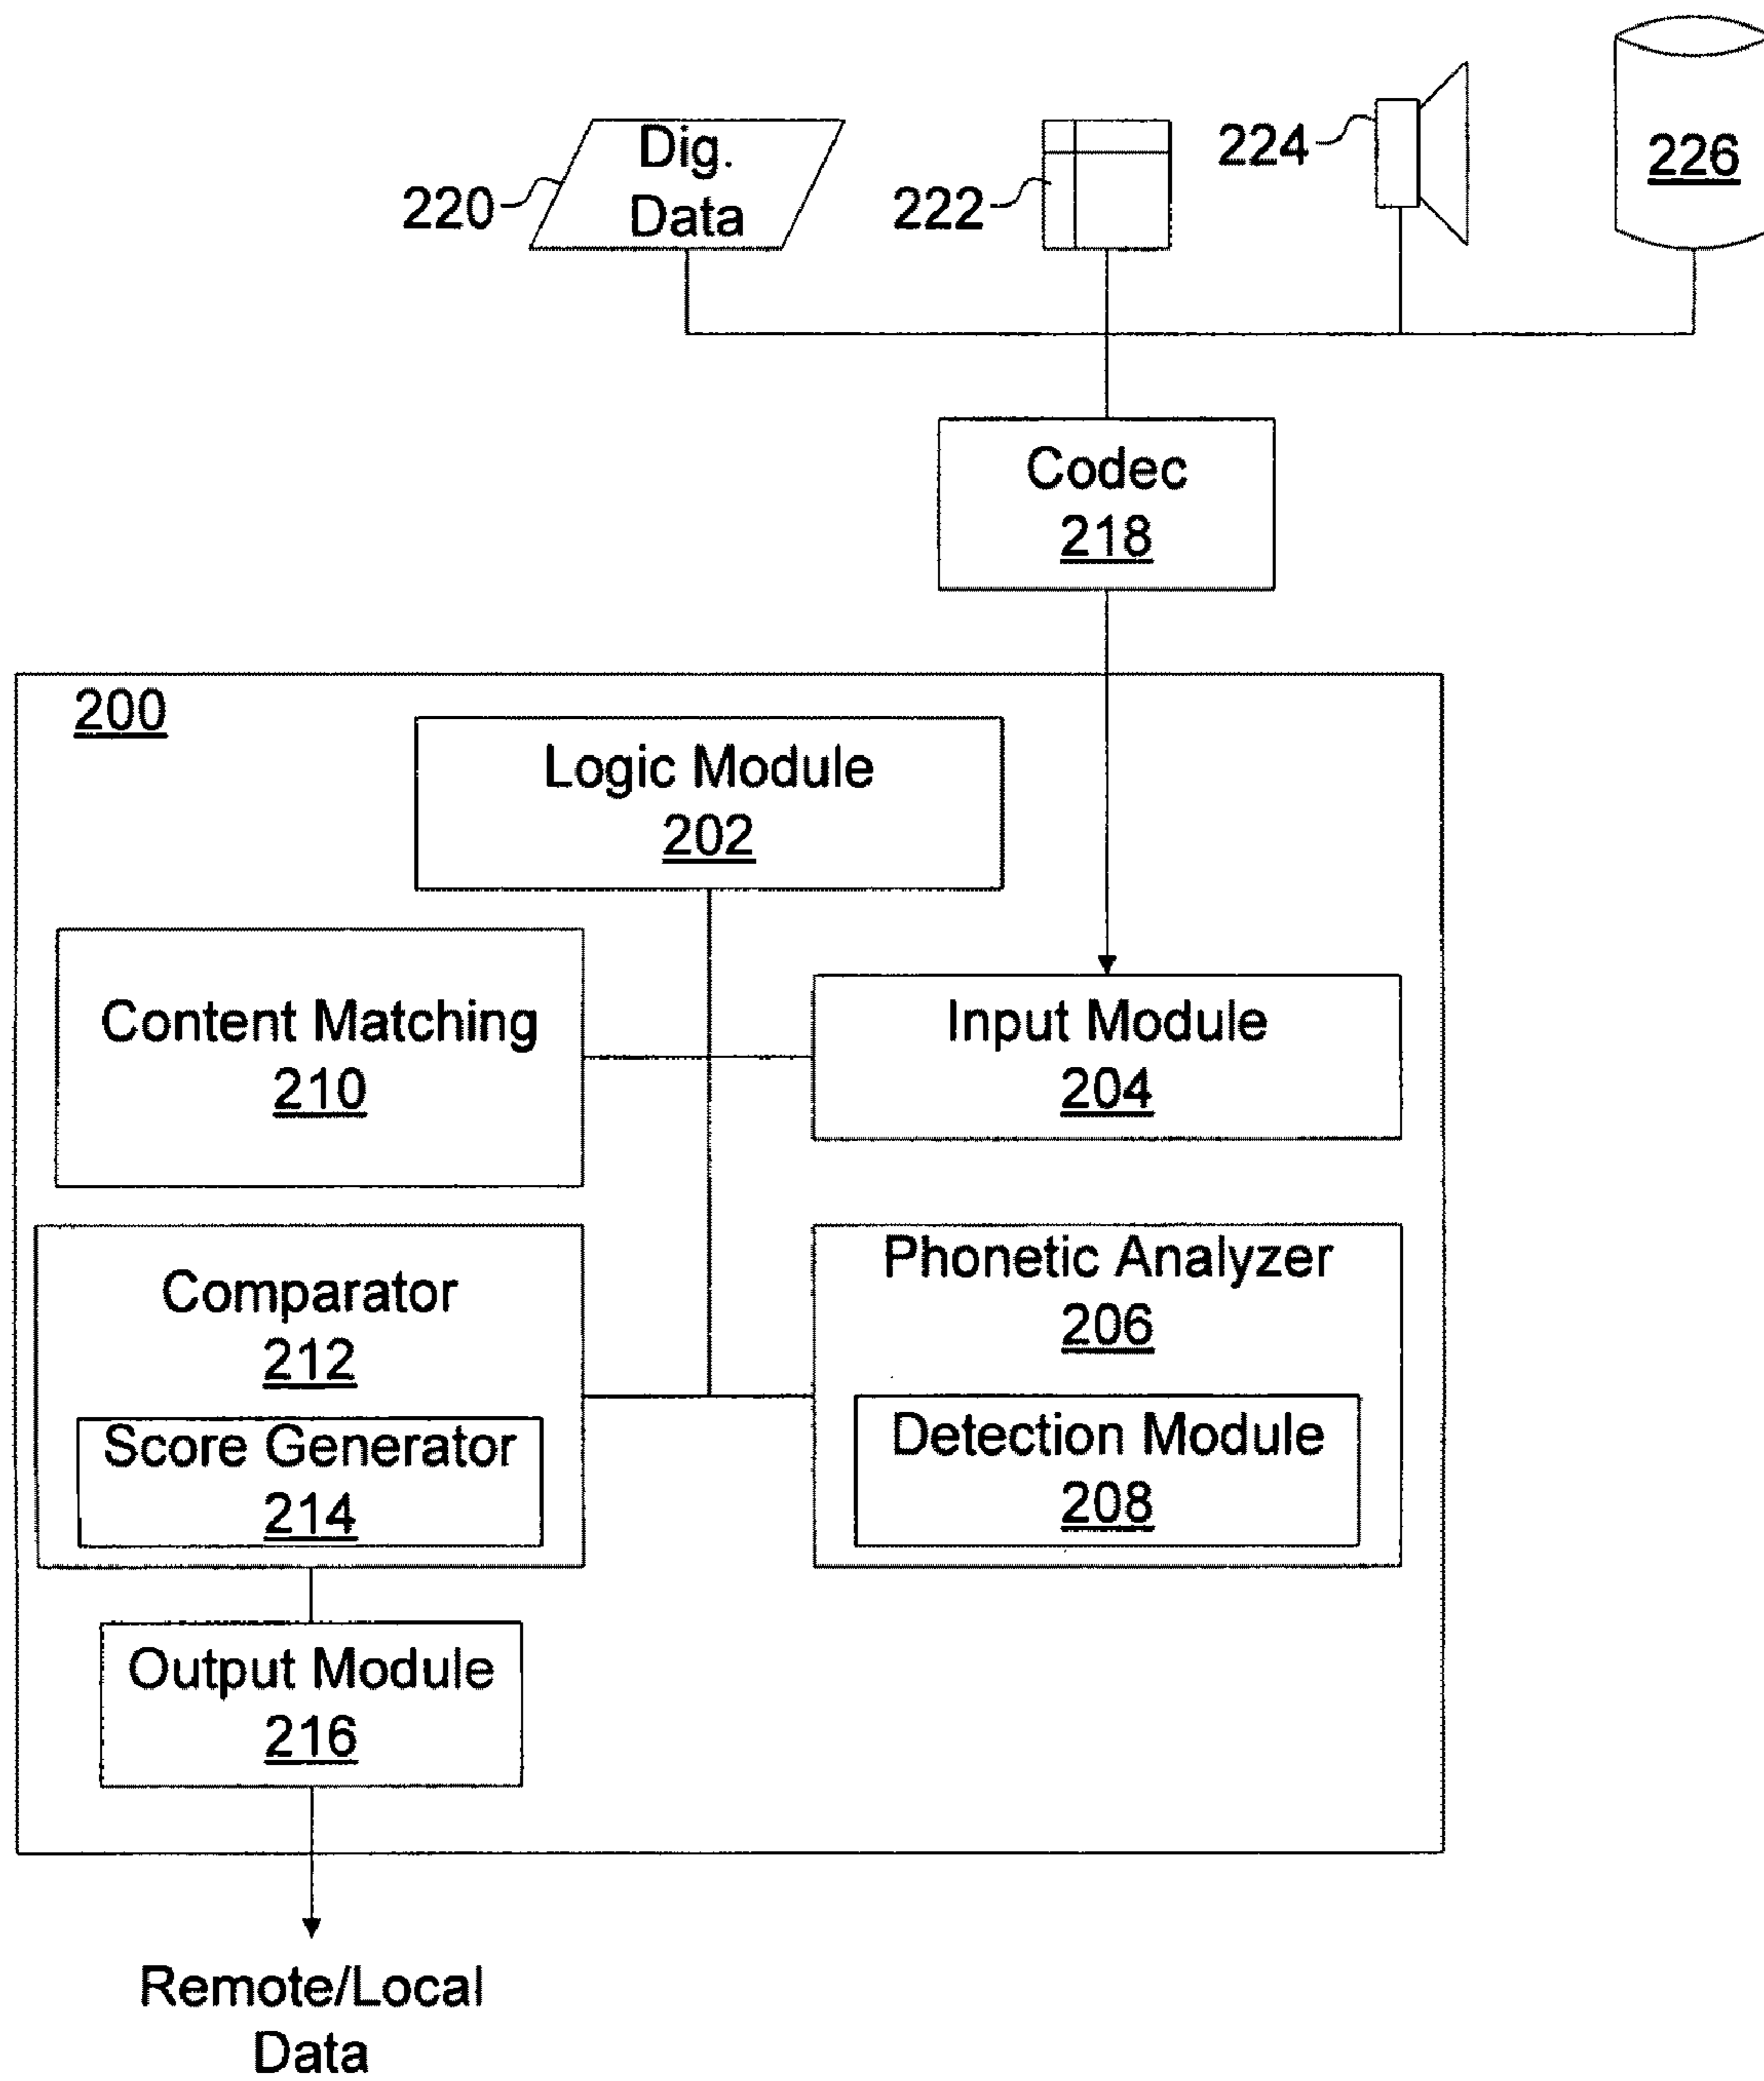 Dig.
Data
220
222
224
226
Codec
218
200
Logic Module
202
Content Matching
210
Input Module
204
Comparator
212
Score Generator
214
Phonetic Analyzer
206
Detection Module
208
Output Module
216
Remote/Local
Data